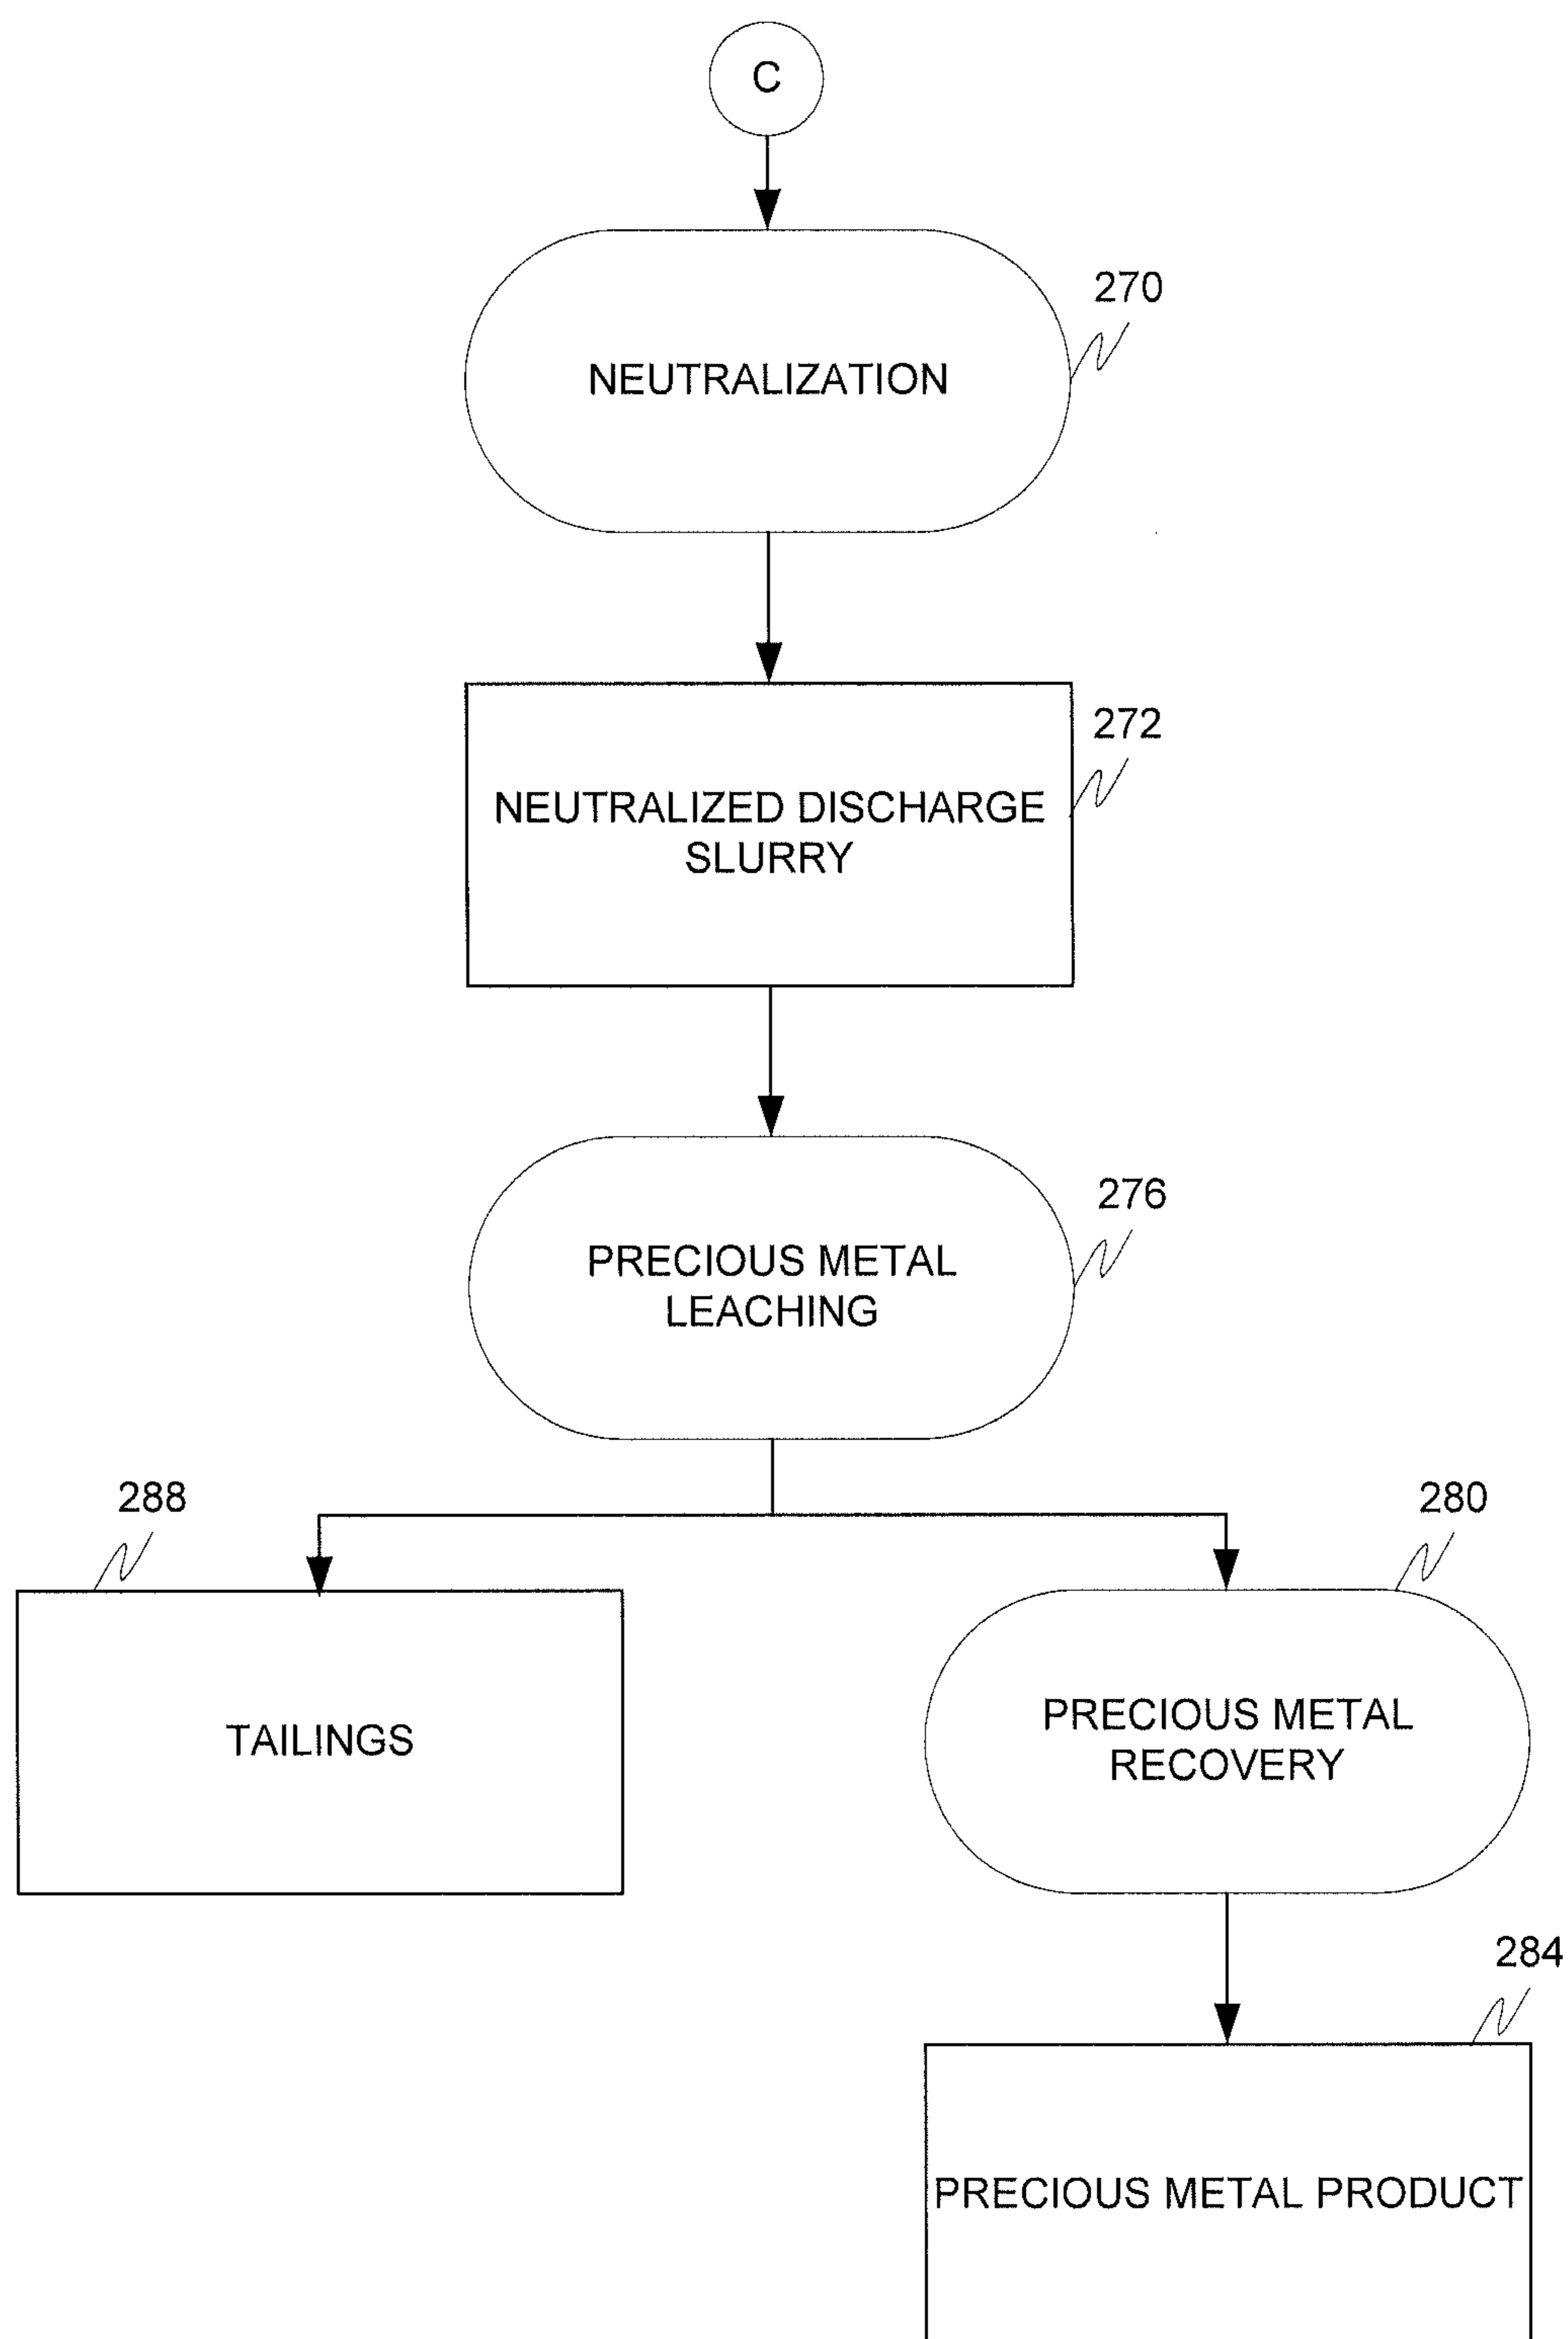 C
270
NEUTRALIZATION
272
NEUTRALIZED DISCHARGE
SLURRY
276
PRECIOUS METAL
LEACHING
288
280
TAILINGS
PRECIOUS METAL
RECOVERY
284
PRECIOUS METAL PRODUCT